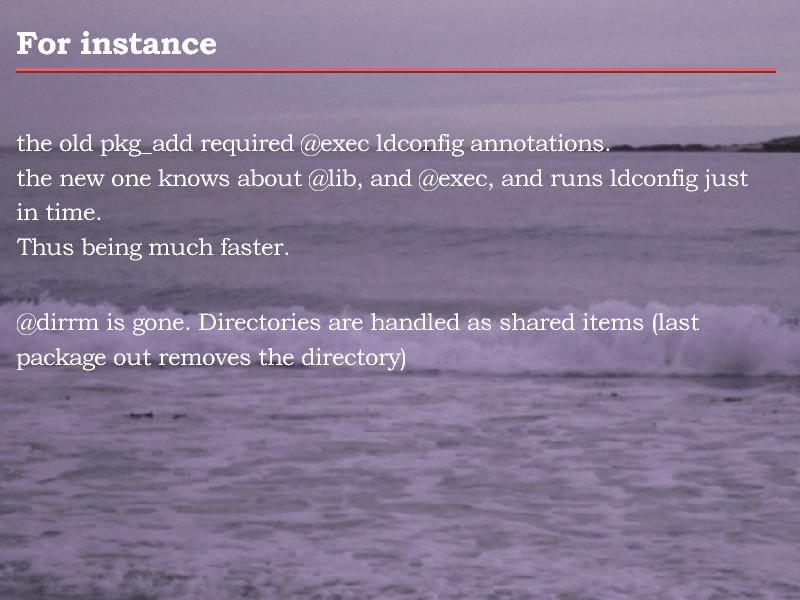 For instance
the old pkg_add required @exec ldconfig annotations.
the new one knows about @lib, and @exec, and runs ldconfig just
in time.
Thus being much faster.
@dirrm is gone. Directories are handled as shared items (last
package out removes the directory)